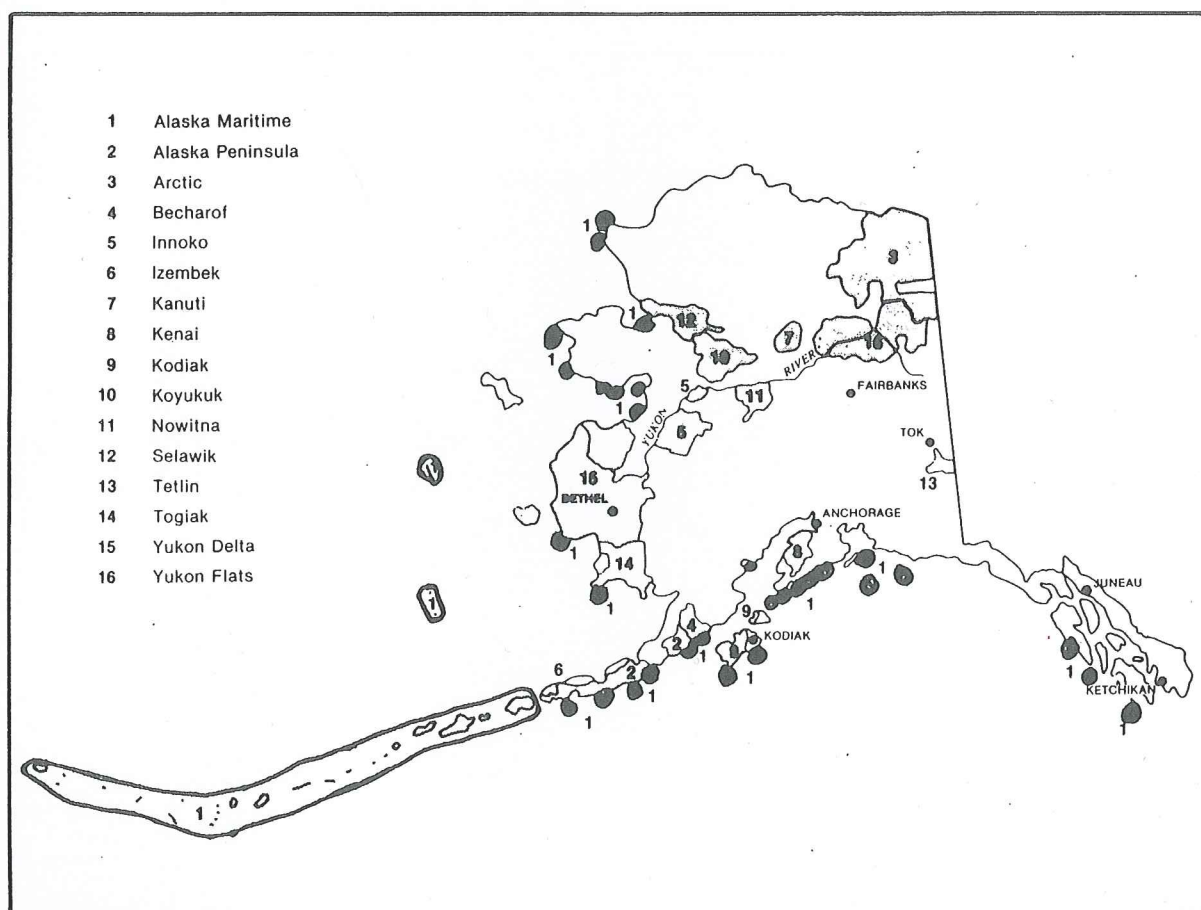 1 Alaska Maritime
2 Alaska Peninsula
3 Arctic
4 Becharof
5 Innoko
6 Izembek
7 Kanuti
8 Kenai
9 Kodiak
10 Koyukuk
11 Nowitna
12 Selawik
13 Tetlin
14 Togiak
15 Yukon Delta
16 Yukon Flats
1
3
1
12
7
16
10
RIVER
1
5
11
FAIRBANKS
1
YUKON
5
TOK
13
BETHEL
ANCHORAGE
1
8
1
14
1
1
1
JUNEAU
9
4
KODIAK
2
1
6
2
1
1
1
1
KETCHIKAN
1
1